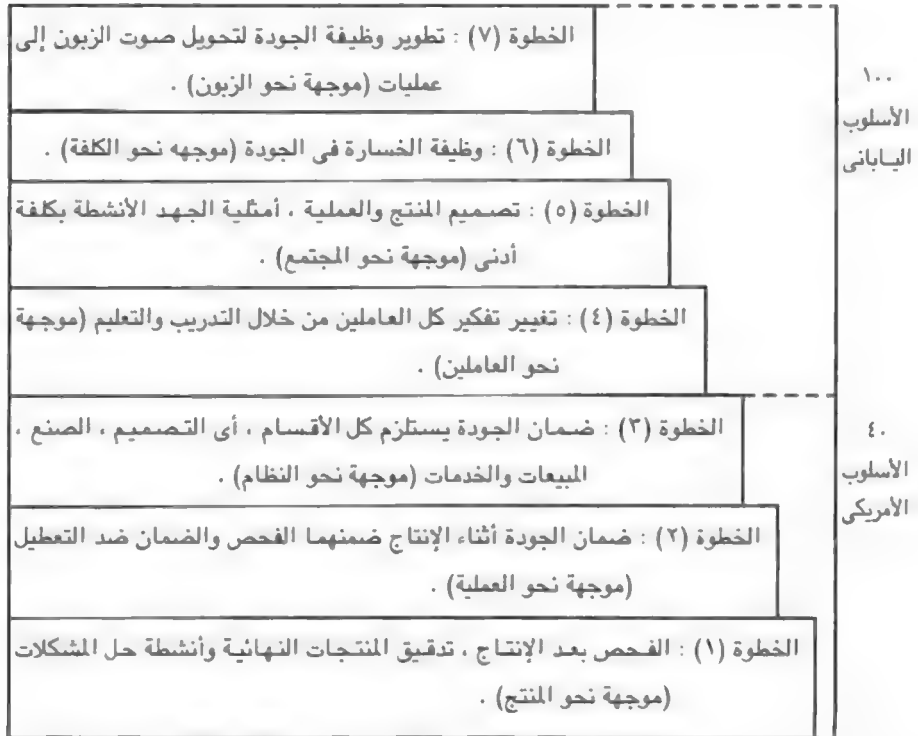 الخطوة (٧) : تطوير وظيفة الجودة لتحويل صوت الزبون إلى
عمليات (موجهة نحو الزبون) .
الخطوة (٦) : وظيفة الخسارة فى الجودة (موجهه نحو الكلفة) .
الخطوة (٥) : تصميم المنتج والعملية ، أمثلية الجهد الأنشطة بكلفة
أدنى (موجهة نحو المجتمع) .
الخطوة (٤) : تغيير تفكير كل العاملين من خلال التدريب والتعليم (موجهة
نحو العاملين) .
١٠٠
الأسلوب
اليابانى
الخطوة (٣) : ضمان الجودة يستلزم كل الأقسام ، أى التصميم ، الصنع ،
المبيعات والخدمات (موجهة نحو النظام) .
الخطوة (٢) : ضمان الجودة أثناء الإنتاج ضمنهما الفحص والضمان ضد التعطيل
(موجهة نحو العملية) .
الخطوة (١) : الفحص بعد الإنتاج ، تدقيق المنتجات النهائية وأنشطة حل المشكلات
(موجهة نحو المنتج) .
٤٠
الأسلوب
الأمريكى